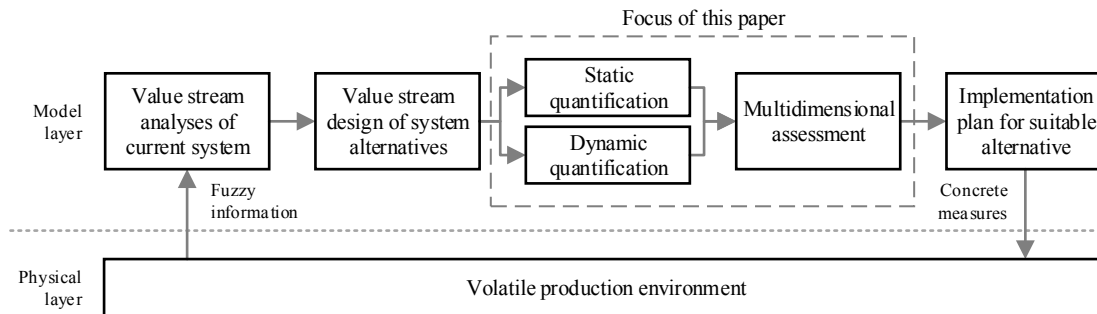 Focus of this paper
Model
layer
Value stream
analyses of
current system
Value stream
design of system
alternatives
Static
quantification
Dynamic
quantification
Multidimensional
assessment
Implementation
plan for suitable
alternative
Fuzzy
information
Concrete
measures
Physical
layer
Volatile production environment